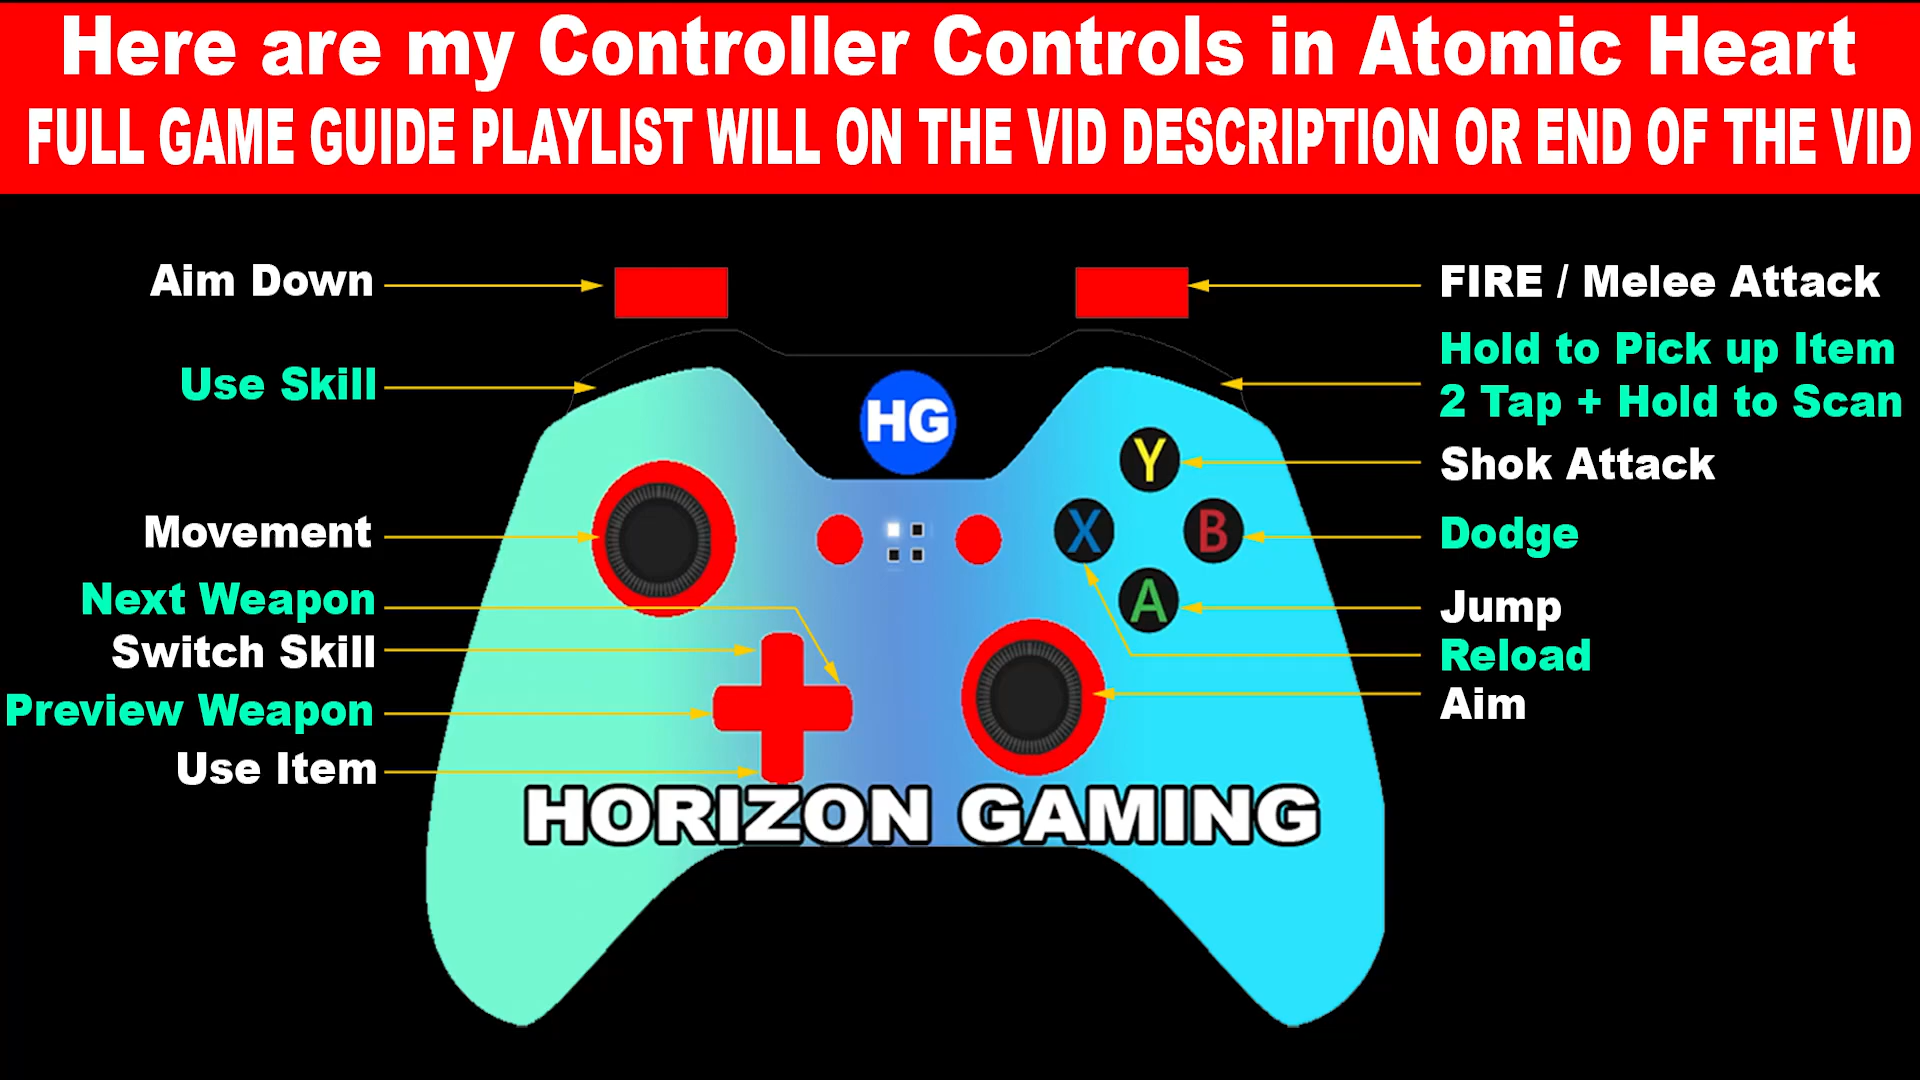 Here are my Controller Controls in Atomic Heart
FULL GAME GUIDE PLAYLIST WILL ON THE VID DESCRIPTION OR END OF THE VID
Aim Down
Use Skill
Movement
Next Weapon
Switch Skill
Preview Weapon
Use Item
HG
Y
X
B
A
FIRE / Melee Attack
Hold to Pick up Item
2 Tap + Hold to Scan
Shok Attack
Dodge
Jump
Reload
Aim
HORIZON GAMING